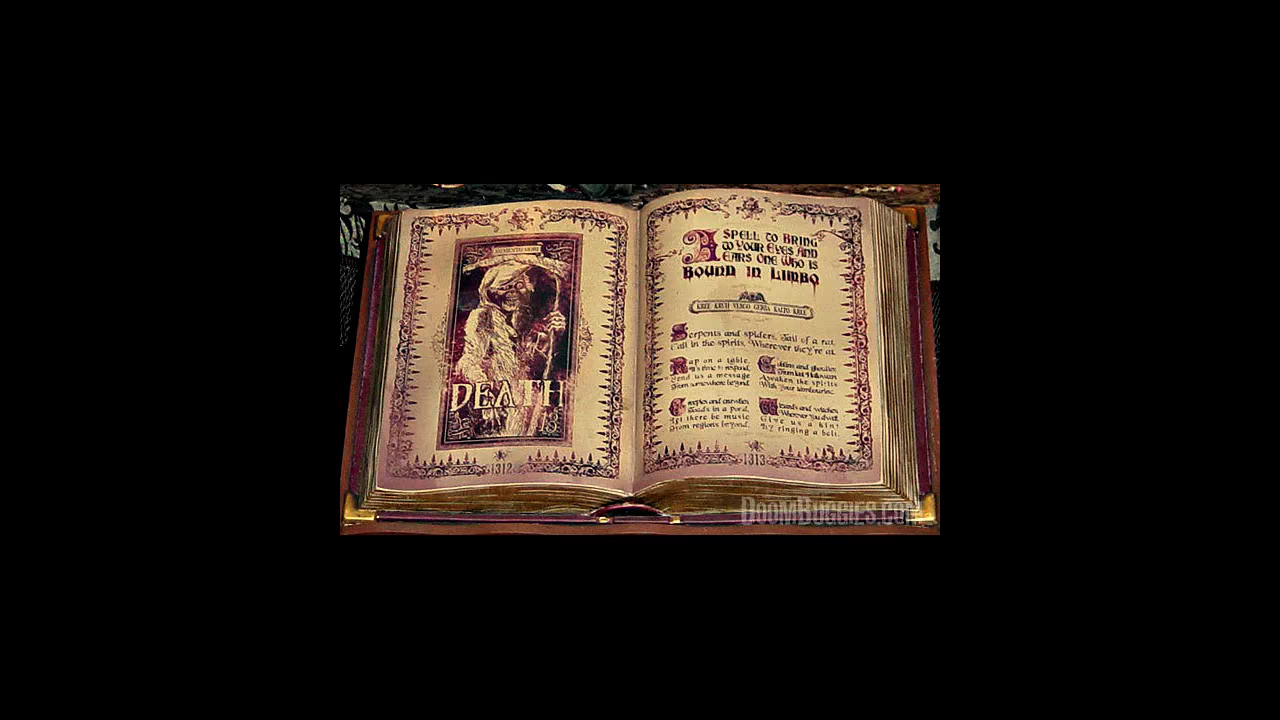 MEMENTO MORI
DEATH
1312
A SPELL TO BRING
TO YOUR EYES AND
EARS ONE WHO IS
BOUND IN LIMBO
Serpents and spiders, Tail of a rat,
Call in the spirits, Wherever they're at.
Rap on a table,
It's time to respond,
Send us a message
From somewhere beyond.
Goblins and ghoulies
From last Halloween
Awaken the spirits
With your tambourine.
Creepies and crawlies
Toads in a pond,
Let there be music
From regions beyond.
Wizards and witches
Wherever you dwell
Give us a hint
By ringing a bell.
1313
DOOMBUGGIES.COM